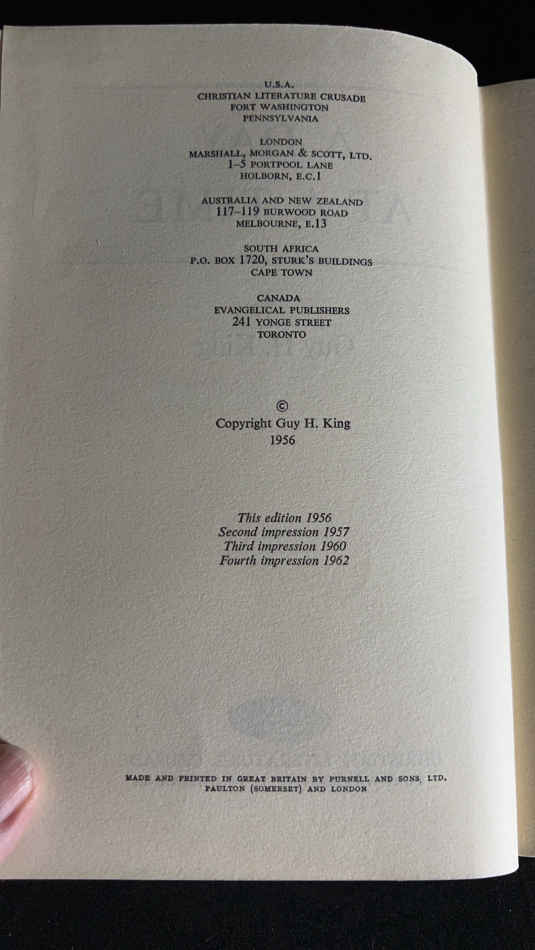 U.S.A.
CHRISTIAN LITERATURE CRUSADE
FORT WASHINGTON
PENNSYLVANIA
LONDON
MARSHALL, MORGAN & SCOTT, LTD.
1–5 PORTPOOL LANE
HOLBORN, E.C.1
AUSTRALIA AND NEW ZEALAND
117–119 BURWOOD ROAD
MELBOURNE, E.13
SOUTH AFRICA
P.O. BOX 1720, STURK'S BUILDINGS
CAPE TOWN
CANADA
EVANGELICAL PUBLISHERS
241 YONGE STREET
TORONTO
©
Copyright Guy H. King
1956
This edition 1956
Second impression 1957
Third impression 1960
Fourth impression 1962
MADE AND PRINTED IN GREAT BRITAIN BY PURNELL AND SONS, LTD.
PAULTON (SOMERSET) AND LONDON